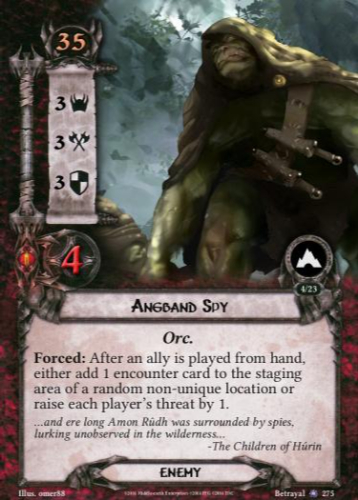 35
3
3
3
4
4/23
ANGBAND SPY
Orc.
Forced: After an ally is played from hand,
either add 1 encounter card to the staging
area of a random non-unique location or
raise each player's threat by 1.
...and ere long Amon Rûdh was surrounded by spies,
lurking unobserved in the wilderness...
-The Children of Húrin
ENEMY
Illus. omer88
Betrayal 275